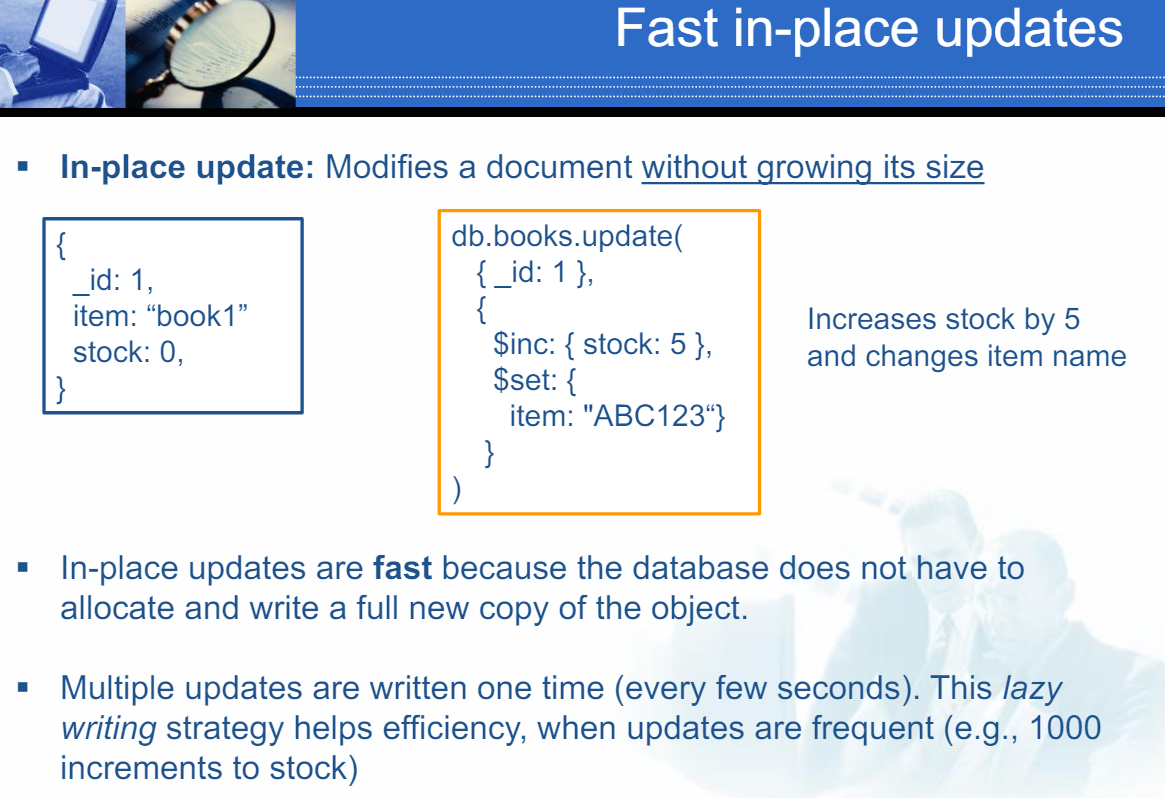 Fast in-place updates
▪ In-place update: Modifies a document without growing its size
{
_id: 1,
item: “book1”
stock: 0,
}
db.books.update(
{ _id: 1 },
{
$inc: { stock: 5 },
$set: {
item: "ABC123“}
}
)
Increases stock by 5
and changes item name
▪ In-place updates are fast because the database does not have to
allocate and write a full new copy of the object.
▪ Multiple updates are written one time (every few seconds). This lazy
writing strategy helps efficiency, when updates are frequent (e.g., 1000
increments to stock)